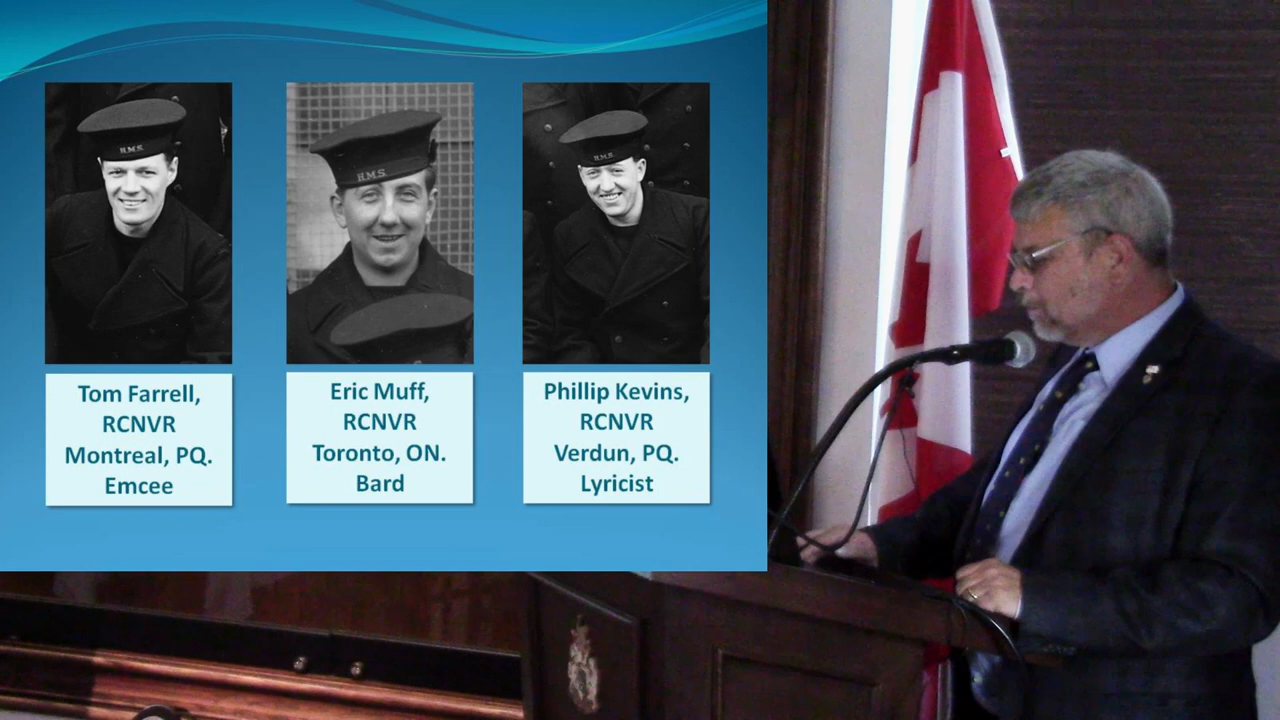 H.M.S.
H.M.S.
H.M.S.
Tom Farrell,
RCNVR
Montreal, PQ.
Emcee
Eric Muff,
RCNVR
Toronto, ON.
Bard
Phillip Kevins,
RCNVR
Verdun, PQ.
Lyricist